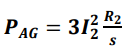 P_AG = 3I_2^2 R_2/s